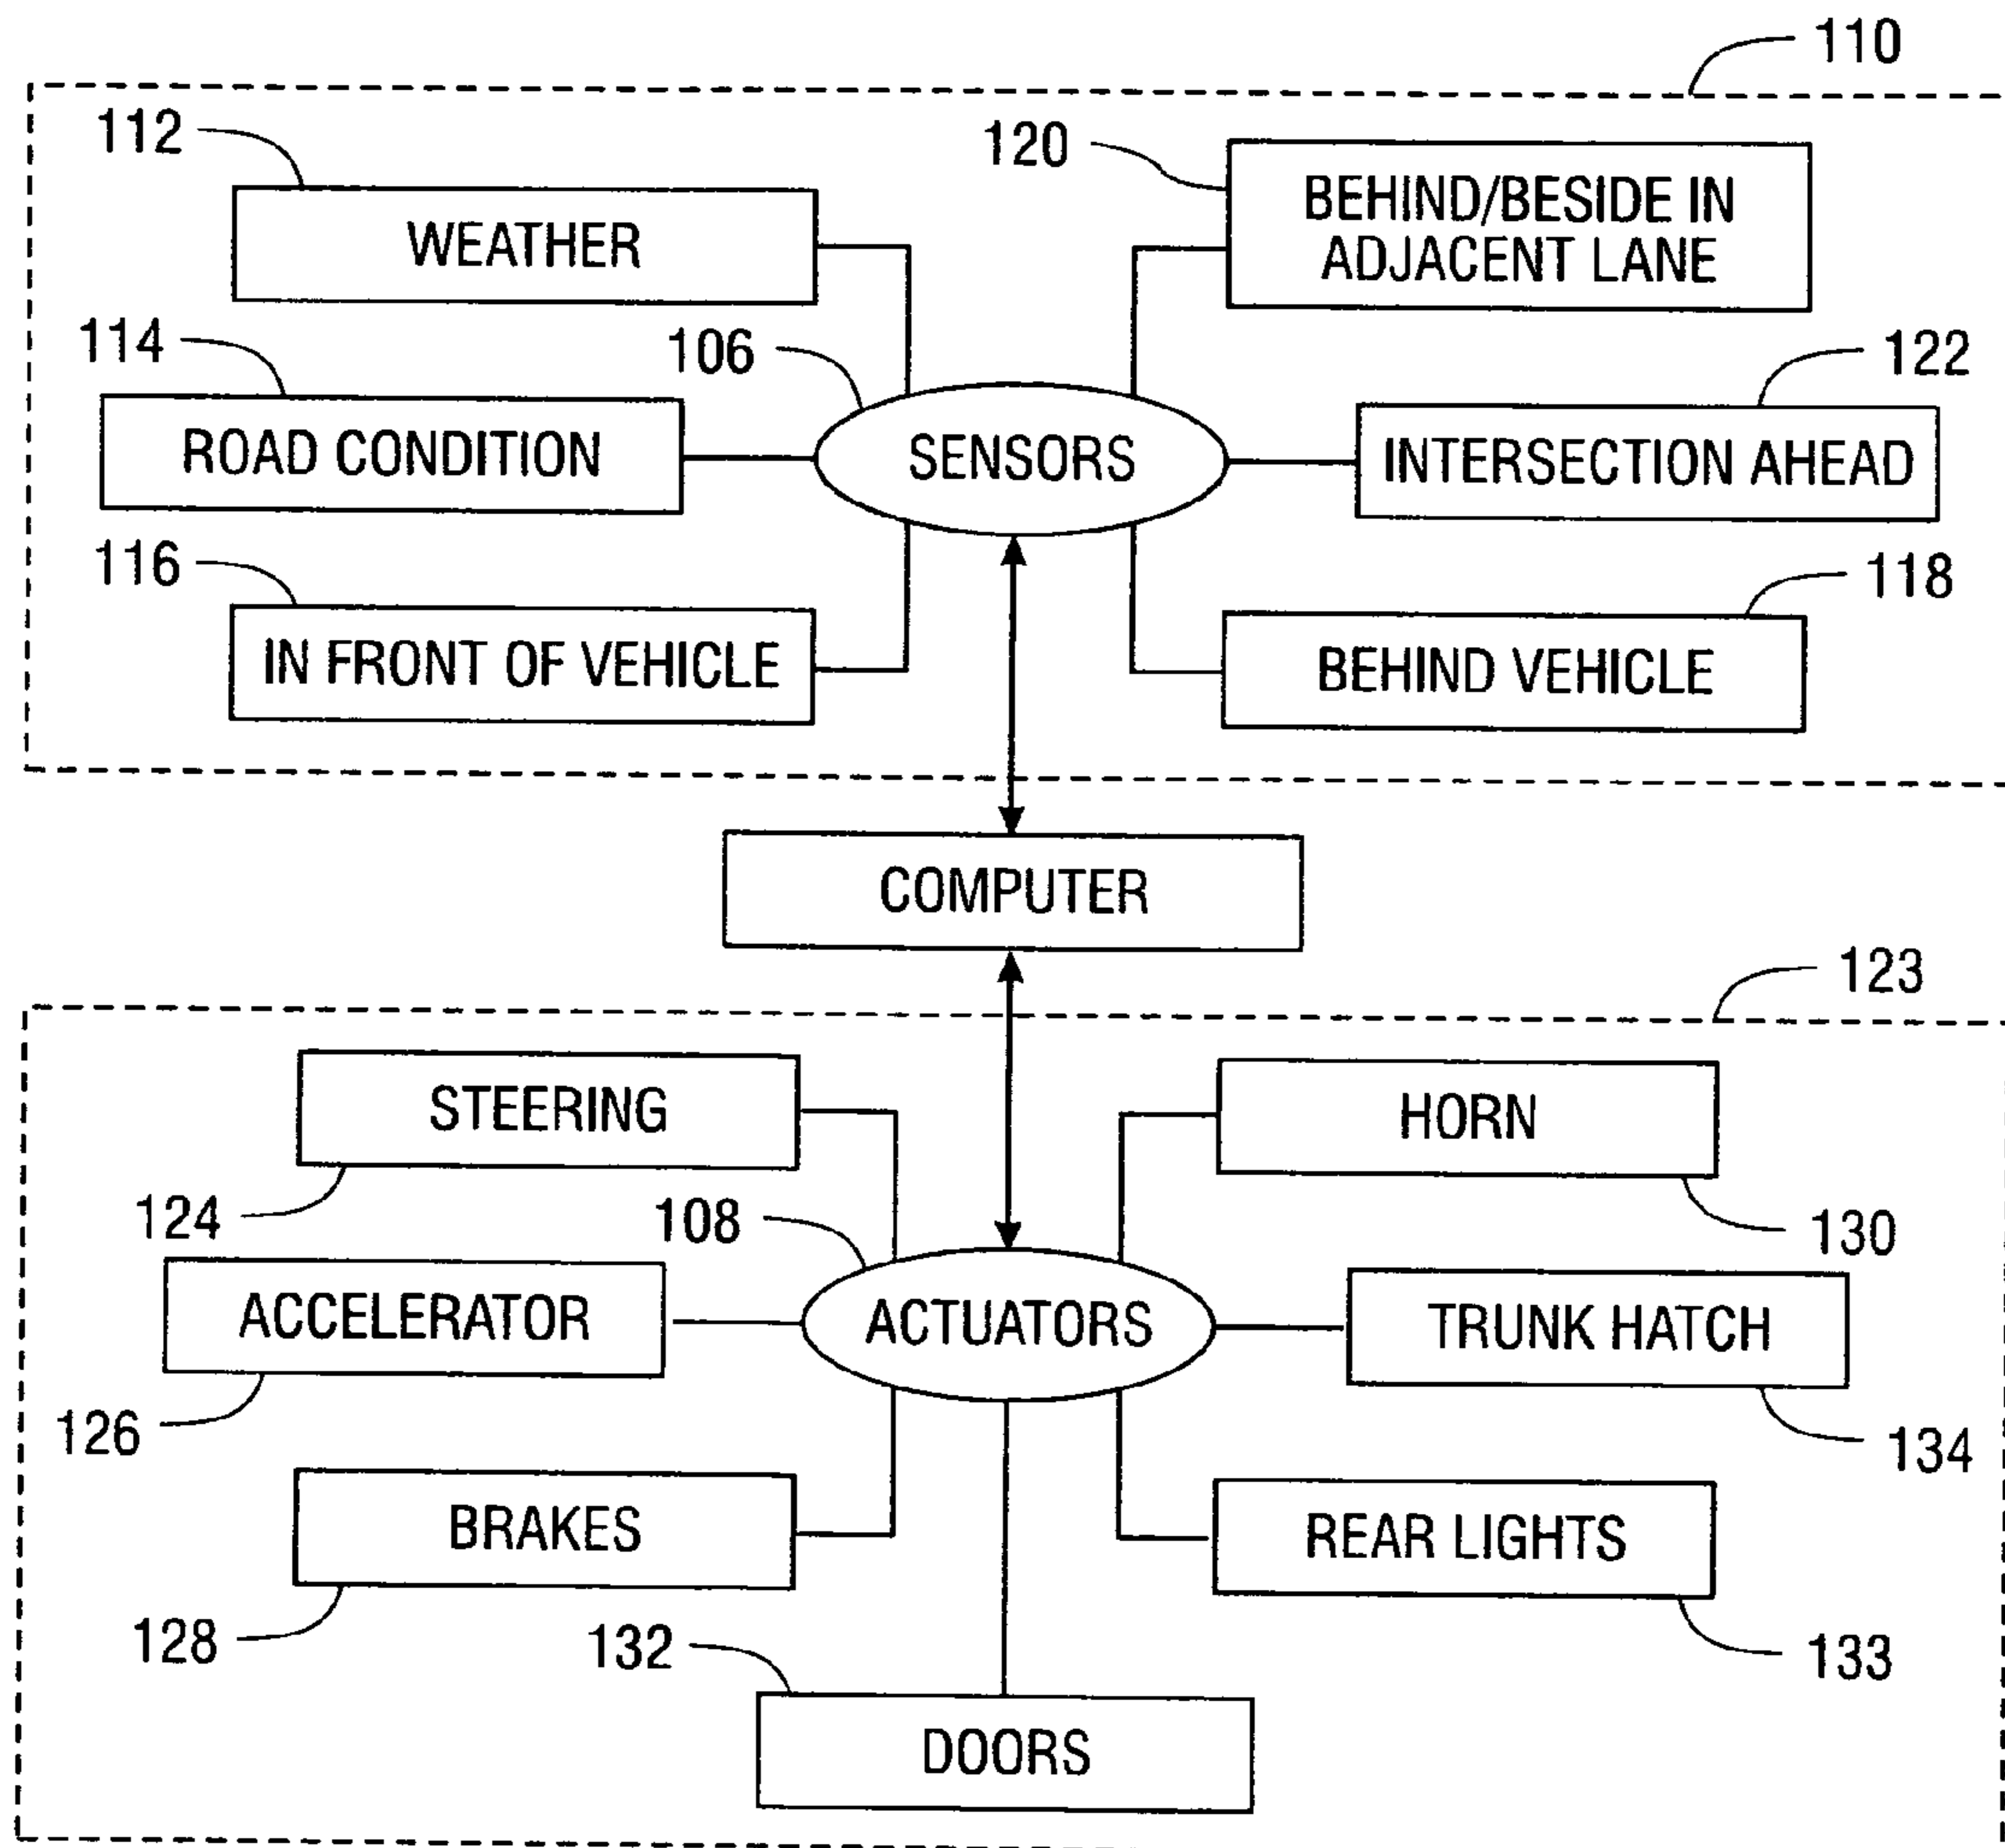 110
112
120
WEATHER
BEHIND/BESIDE IN
ADJACENT LANE
114
106
122
ROAD CONDITION
SENSORS
INTERSECTION AHEAD
116
118
IN FRONT OF VEHICLE
BEHIND VEHICLE
COMPUTER
123
STEERING
HORN
124
108
130
ACCELERATOR
ACTUATORS
TRUNK HATCH
126
134
BRAKES
REAR LIGHTS
128
132
133
DOORS